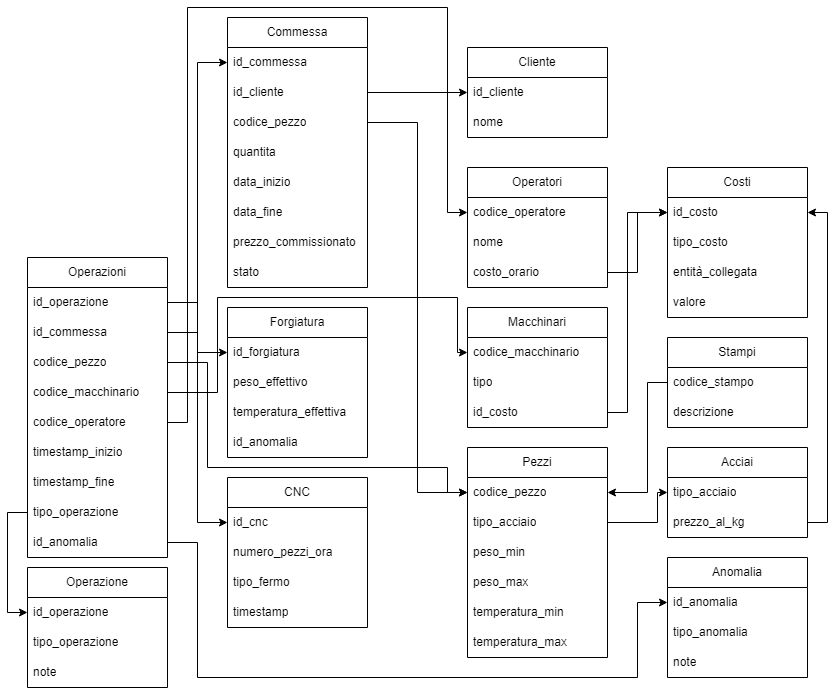 Commessa
id_commessa
id_cliente
codice_pezzo
quantita
data_inizio
data_fine
prezzo_commissionato
stato
Cliente
id_cliente
nome
Operatori
codice_operatore
nome
costo_orario
Costi
id_costo
tipo_costo
entità_collegata
valore
Operazioni
id_operazione
id_commessa
codice_pezzo
codice_macchinario
codice_operatore
timestamp_inizio
timestamp_fine
tipo_operazione
id_anomalia
Forgiatura
id_forgiatura
peso_effettivo
temperatura_effettiva
id_anomalia
Macchinari
codice_macchinario
tipo
id_costo
Stampi
codice_stampo
descrizione
CNC
id_cnc
numero_pezzi_ora
tipo_fermo
timestamp
Pezzi
codice_pezzo
tipo_acciaio
peso_min
peso_max
temperatura_min
temperatura_max
Acciai
tipo_acciaio
prezzo_al_kg
Operazione
id_operazione
tipo_operazione
note
Anomalia
id_anomalia
tipo_anomalia
note